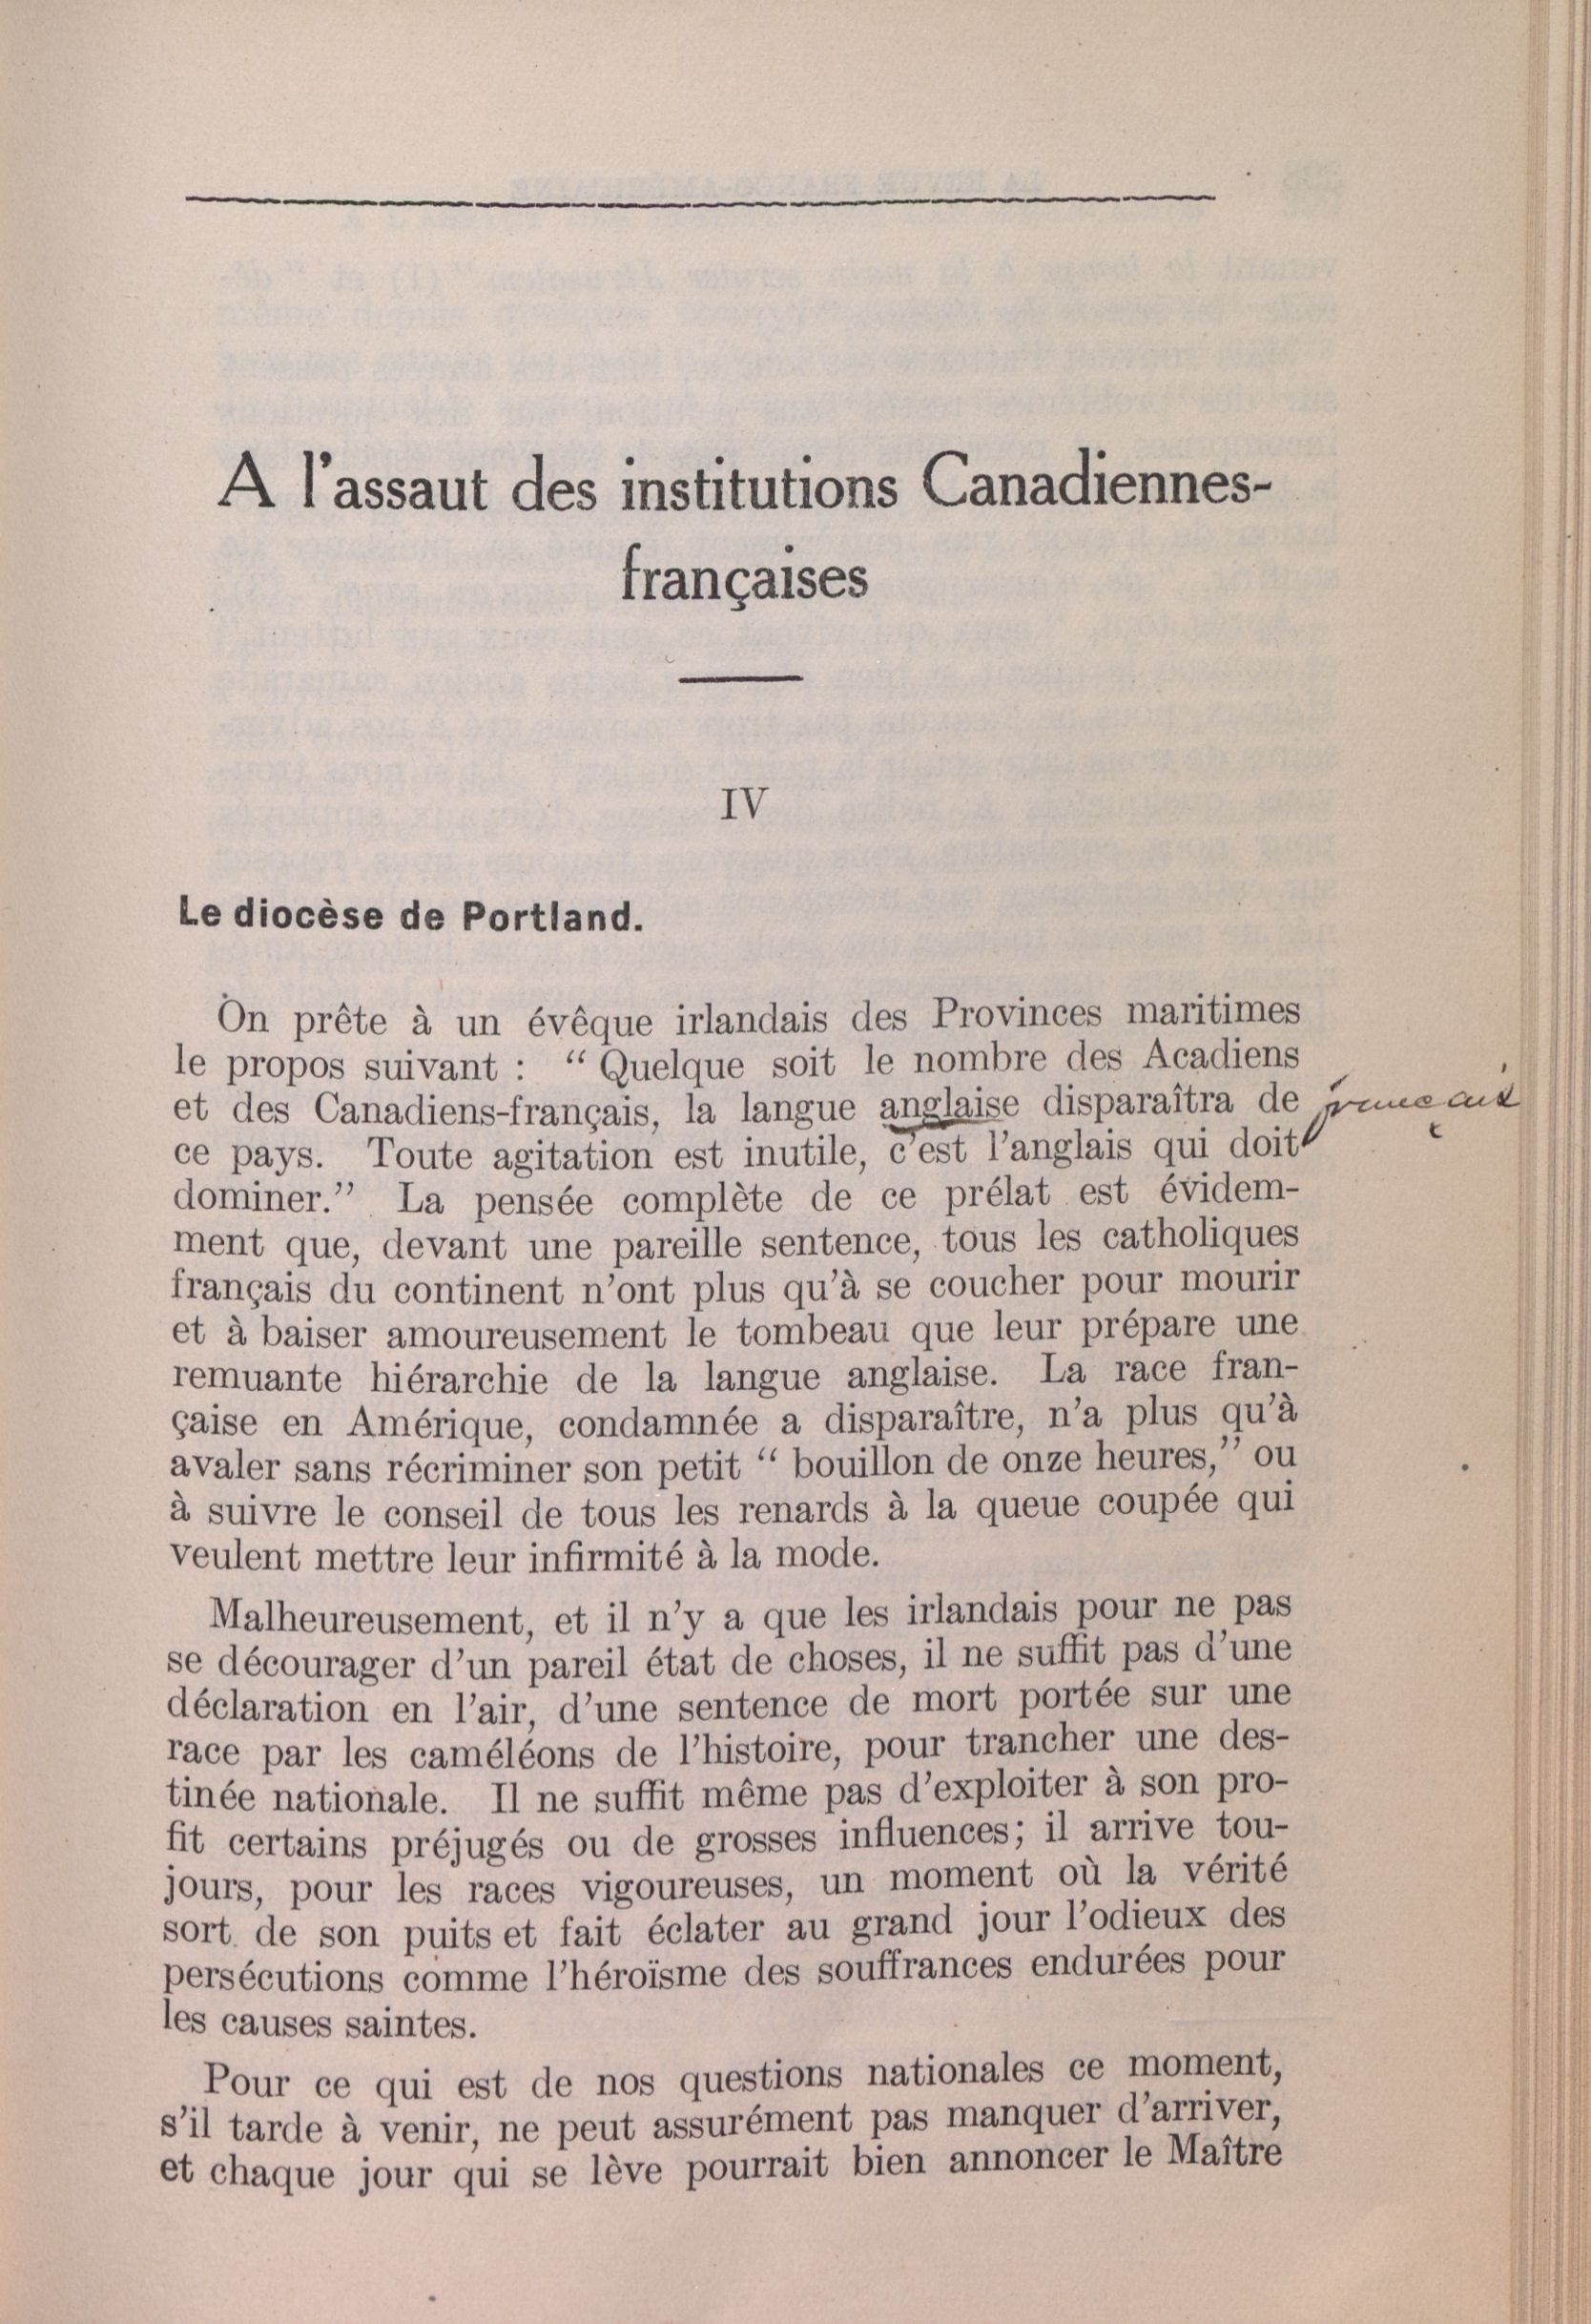 A l'assaut des institutions Canadiennes-
françaises
IV
Le diocèse de Portland.
On prête à un évêque irlandais des Provinces maritimes
le propos suivant : “ Quelque soit le nombre des Acadiens
et des Canadiens-français, la langue anglaise disparaîtra de
ce pays. Toute agitation est inutile, c'est l'anglais qui doit
dominer.” La pensée complète de ce prélat est évidem-
ment que, devant une pareille sentence, tous les catholiques
français du continent n'ont plus qu'à se coucher pour mourir
et à baiser amoureusement le tombeau que leur prépare une
remuante hiérarchie de la langue anglaise. La race fran-
çaise en Amérique, condamnée a disparaître, n'a plus qu'à
avaler sans récriminer son petit “ bouillon de onze heures,” ou
à suivre le conseil de tous les renards à la queue coupée qui
veulent mettre leur infirmité à la mode.
Malheureusement, et il n'y a que les irlandais pour ne pas
se décourager d'un pareil état de choses, il ne suffit pas d'une
déclaration en l'air, d'une sentence de mort portée sur une
race par les caméléons de l'histoire, pour trancher une des-
tinée nationale. Il ne suffit même pas d'exploiter à son pro-
fit certains préjugés ou de grosses influences; il arrive tou-
jours, pour les races vigoureuses, un moment où la vérité
sort de son puits et fait éclater au grand jour l'odieux des
persécutions comme l'héroïsme des souffrances endurées pour
les causes saintes.
Pour ce qui est de nos questions nationales ce moment,
s'il tarde à venir, ne peut assurément pas manquer d'arriver,
et chaque jour qui se lève pourrait bien annoncer le Maître